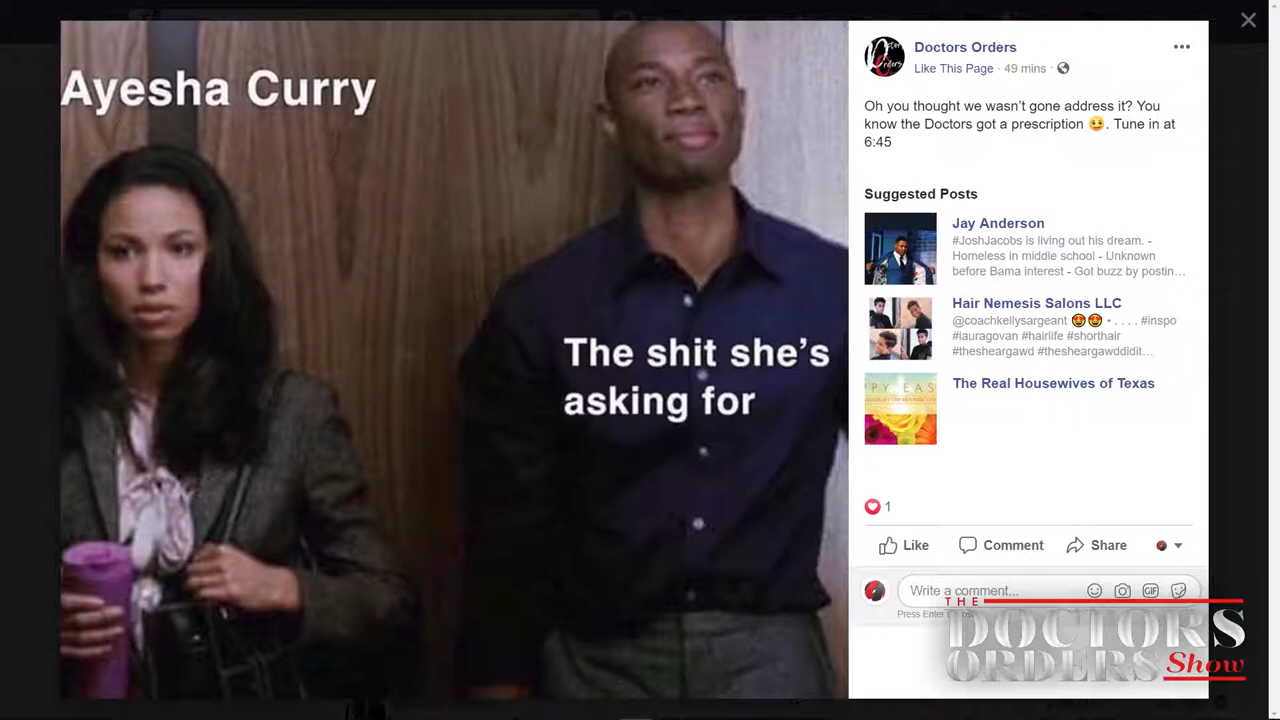 Ayesha Curry
The shit she's
asking for
Doctors Orders
Like This Page · 49 mins ·
Oh you thought we wasn't gone address it? You
know the Doctors got a prescription 😏. Tune in at
6:45
Suggested Posts
Jay Anderson
#JoshJacobs is living out his dream. -
Homeless in middle school - Unknown
before Bama interest - Got buzz by postin…
Hair Nemesis Salons LLC
@coachkellysargeant 😍😍 • . . . . #inspo
#lauragovan #hairlife #shorthair
#thesheargawd #thesheargawddidit…
The Real Housewives of Texas
1
Like Comment Share
Write a comment...
GIF
Press Enter
THE
DOCTORS
ORDERS Show